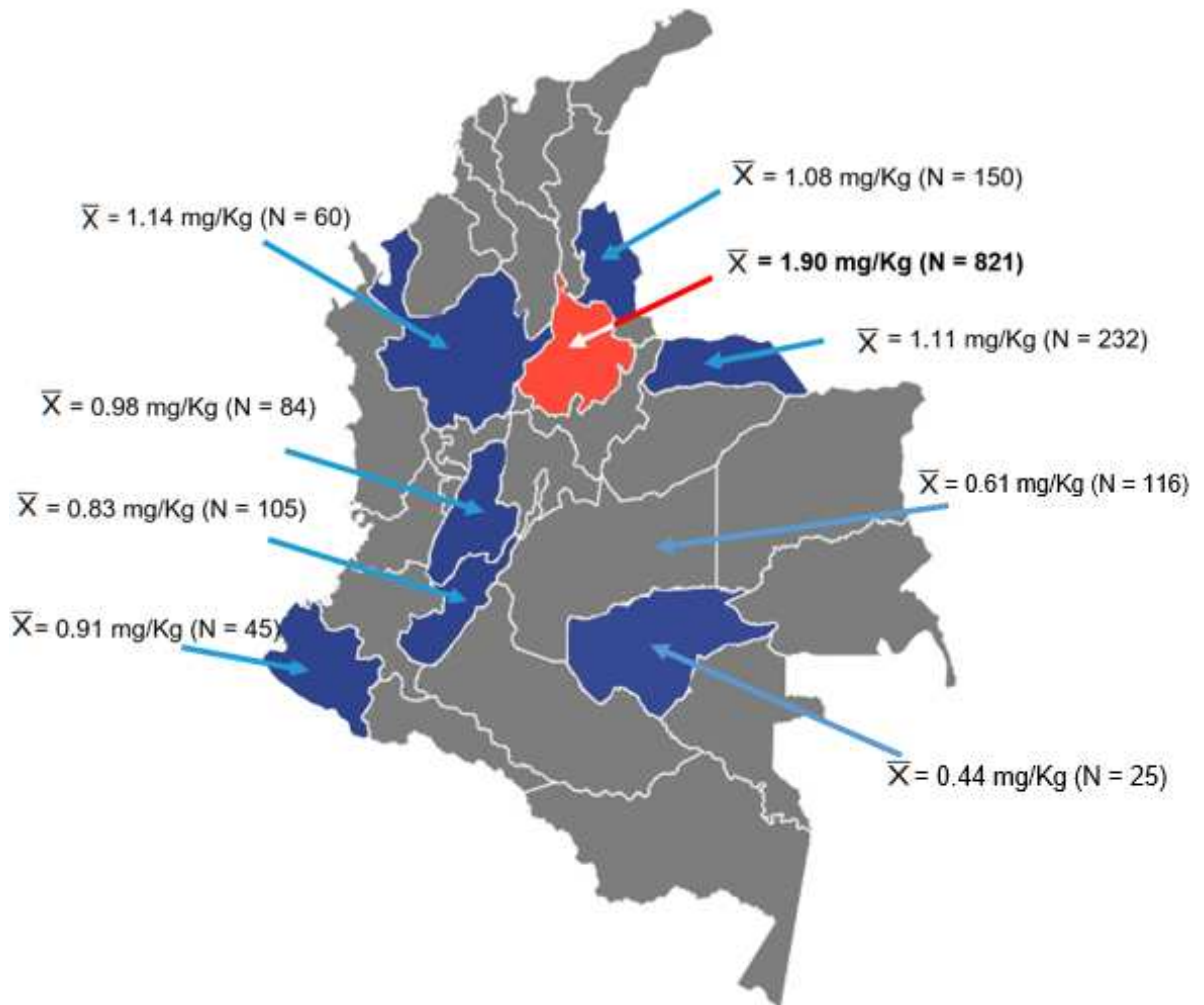 X̅ = 1.08 mg/Kg (N = 150)
X̅ = 1.14 mg/Kg (N = 60)
X̅ = 1.90 mg/Kg (N = 821)
X̅ = 1.11 mg/Kg (N = 232)
X̅ = 0.98 mg/Kg (N = 84)
X̅ = 0.61 mg/Kg (N = 116)
X̅ = 0.83 mg/Kg (N = 105)
X̅ = 0.91 mg/Kg (N = 45)
X̅ = 0.44 mg/Kg (N = 25)